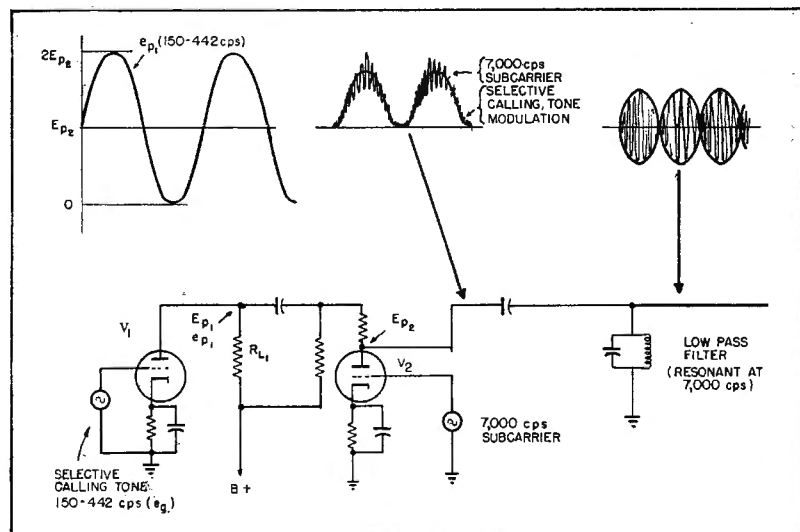 2Ep2
ep1 (150-442cps)
Ep2
0
7,000-cps
SUBCARRIER
SELECTIVE
CALLING, TONE
MODULATION
V1
Ep1
ep1
RL1
Ep2
V2
LOW PASS
FILTER
(RESONANT AT
7,000 cps)
7,000 cps
SUBCARRIER
SELECTIVE
CALLING TONE
150-442 cps (eg)
B+